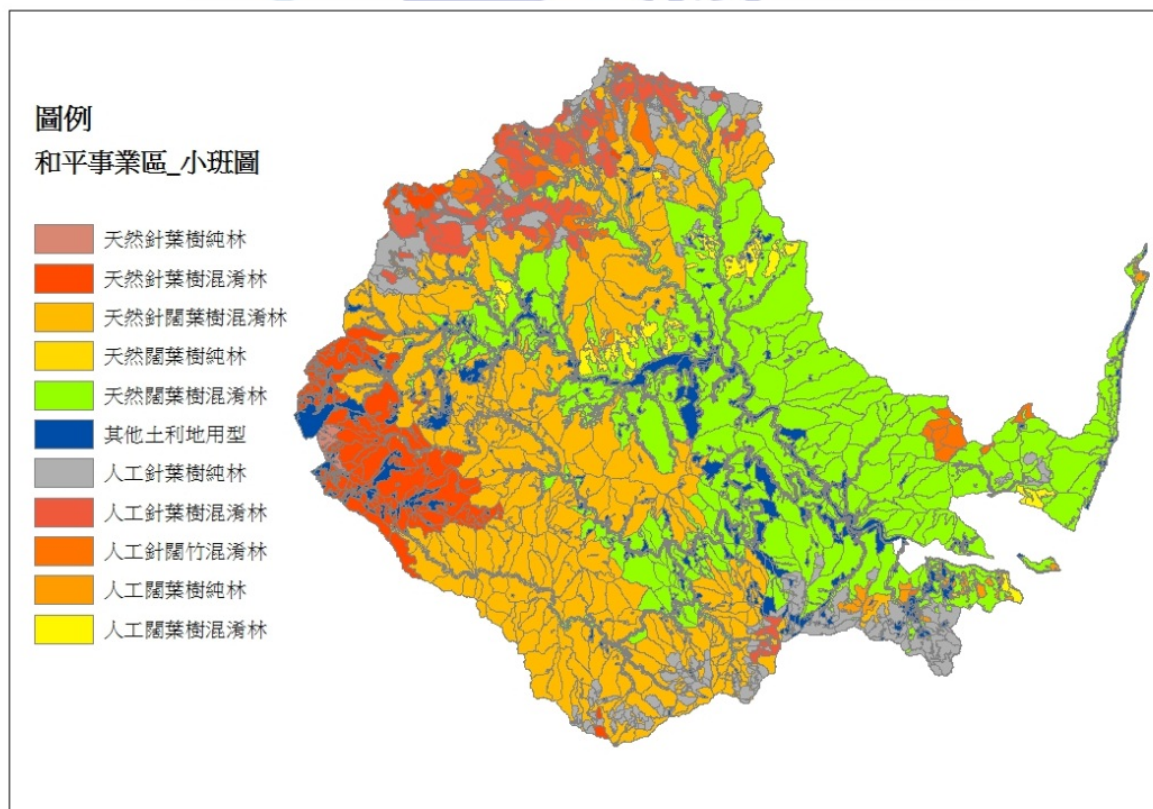 圖例
和平事業區_小班圖
天然針葉樹純林
天然針葉樹混淆林
天然針闊葉樹混淆林
天然闊葉樹純林
天然闊葉樹混淆林
其他土利地用型
人工針葉樹純林
人工針葉樹混淆林
人工針闊竹混淆林
人工闊葉樹純林
人工闊葉樹混淆林